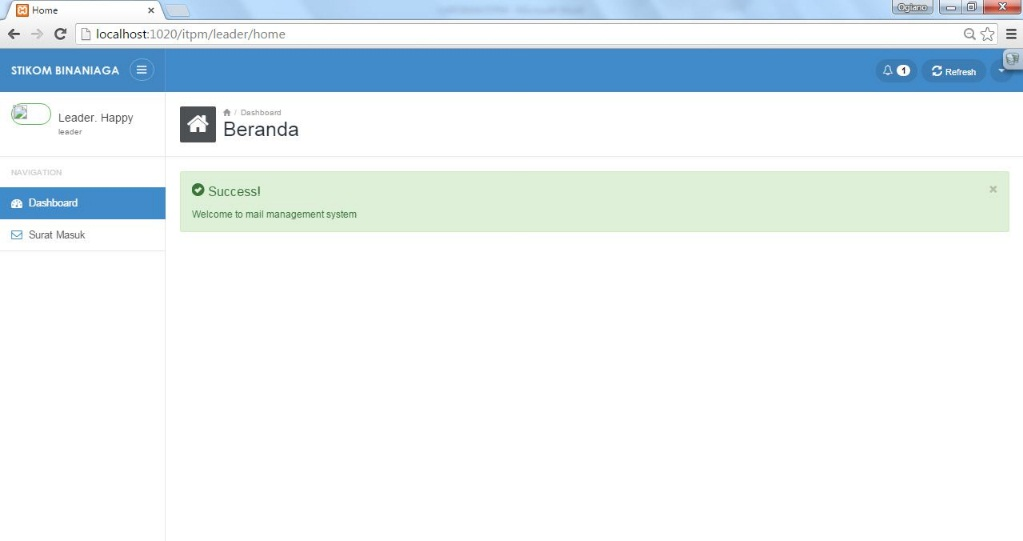 Home
Ogiano
localhost:1020/itpm/leader/home
STIKOM BINANIAGA
1
Refresh
Leader. Happy
leader
/ Dashboard
Beranda
NAVIGATION
Dashboard
Surat Masuk
Success!
Welcome to mail management system